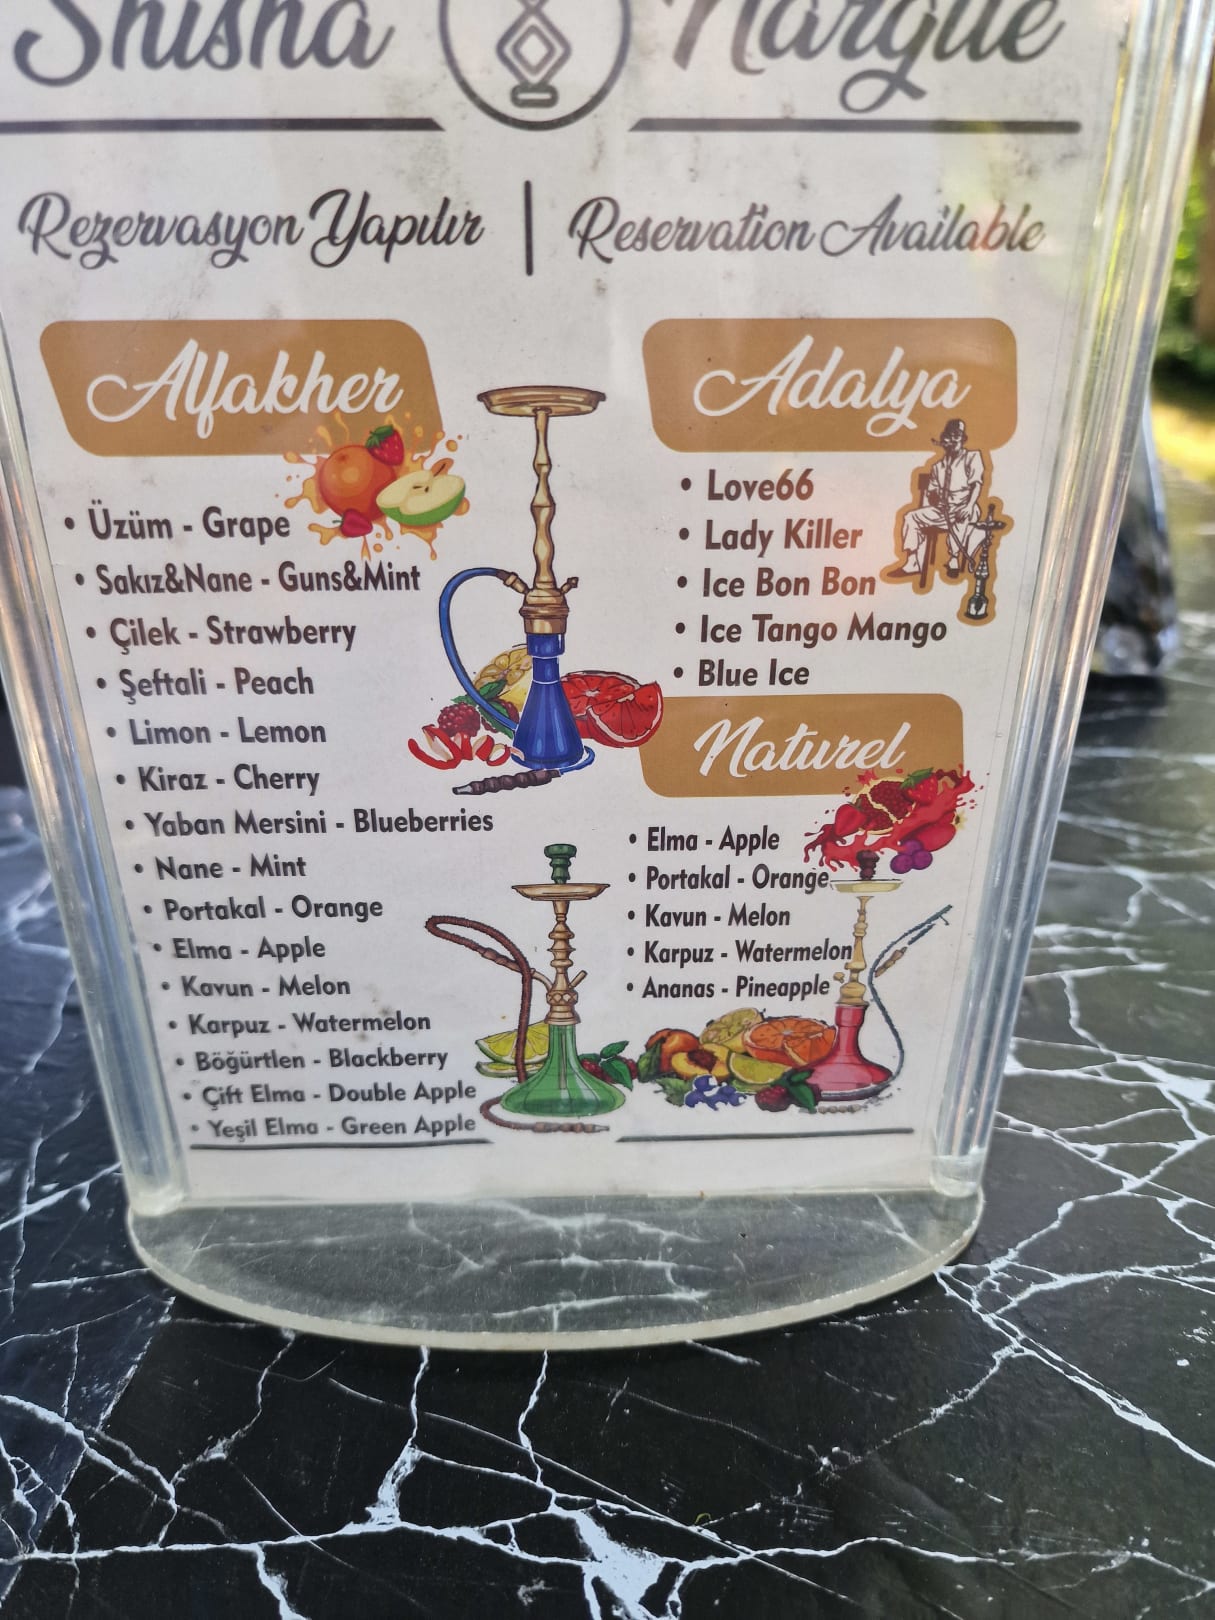 Shisha Nargile
Rezervasyon Yapılır | Reservation Available
Alfakher
• Üzüm - Grape
• Sakız&Nane - Guns&Mint
• Çilek - Strawberry
• Şeftali - Peach
• Limon - Lemon
• Kiraz - Cherry
• Yaban Mersini - Blueberries
• Nane - Mint
• Portakal - Orange
• Elma - Apple
• Kavun - Melon
• Karpuz - Watermelon
• Böğürtlen - Blackberry
• Çift Elma - Double Apple
• Yeşil Elma - Green Apple
Adalya
• Love66
• Lady Killer
• Ice Bon Bon
• Ice Tango Mango
• Blue Ice
Naturel
• Elma - Apple
• Portakal - Orange
• Kavun - Melon
• Karpuz - Watermelon
• Ananas - Pineapple